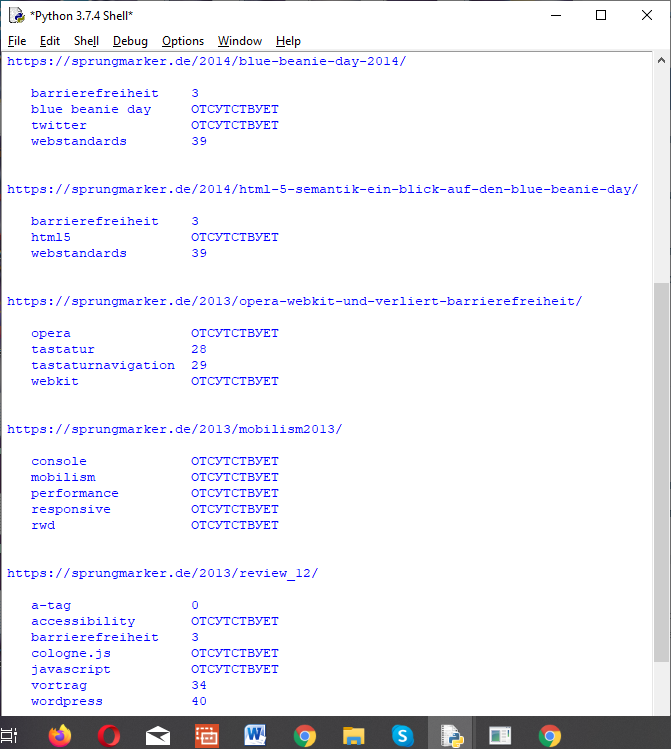 *Python 3.7.4 Shell*
File Edit Shell Debug Options Window Help
https://sprungmarker.de/2014/blue-beanie-day-2014/
barrierefreiheit 3
blue beanie day ОТСУТСТВУЕТ
twitter ОТСУТСТВУЕТ
webstandards 39
https://sprungmarker.de/2014/html-5-semantik-ein-blick-auf-den-blue-beanie-day/
barrierefreiheit 3
html5 ОТСУТСТВУЕТ
webstandards 39
https://sprungmarker.de/2013/opera-webkit-und-verliert-barrierefreiheit/
opera ОТСУТСТВУЕТ
tastatur 28
tastaturnavigation 29
webkit ОТСУТСТВУЕТ
https://sprungmarker.de/2013/mobilism2013/
console ОТСУТСТВУЕТ
mobilism ОТСУТСТВУЕТ
performance ОТСУТСТВУЕТ
responsive ОТСУТСТВУЕТ
rwd ОТСУТСТВУЕТ
https://sprungmarker.de/2013/review_12/
a-tag 0
accessibility ОТСУТСТВУЕТ
barrierefreiheit 3
cologne.js ОТСУТСТВУЕТ
javascript ОТСУТСТВУЕТ
vortrag 34
wordpress 40